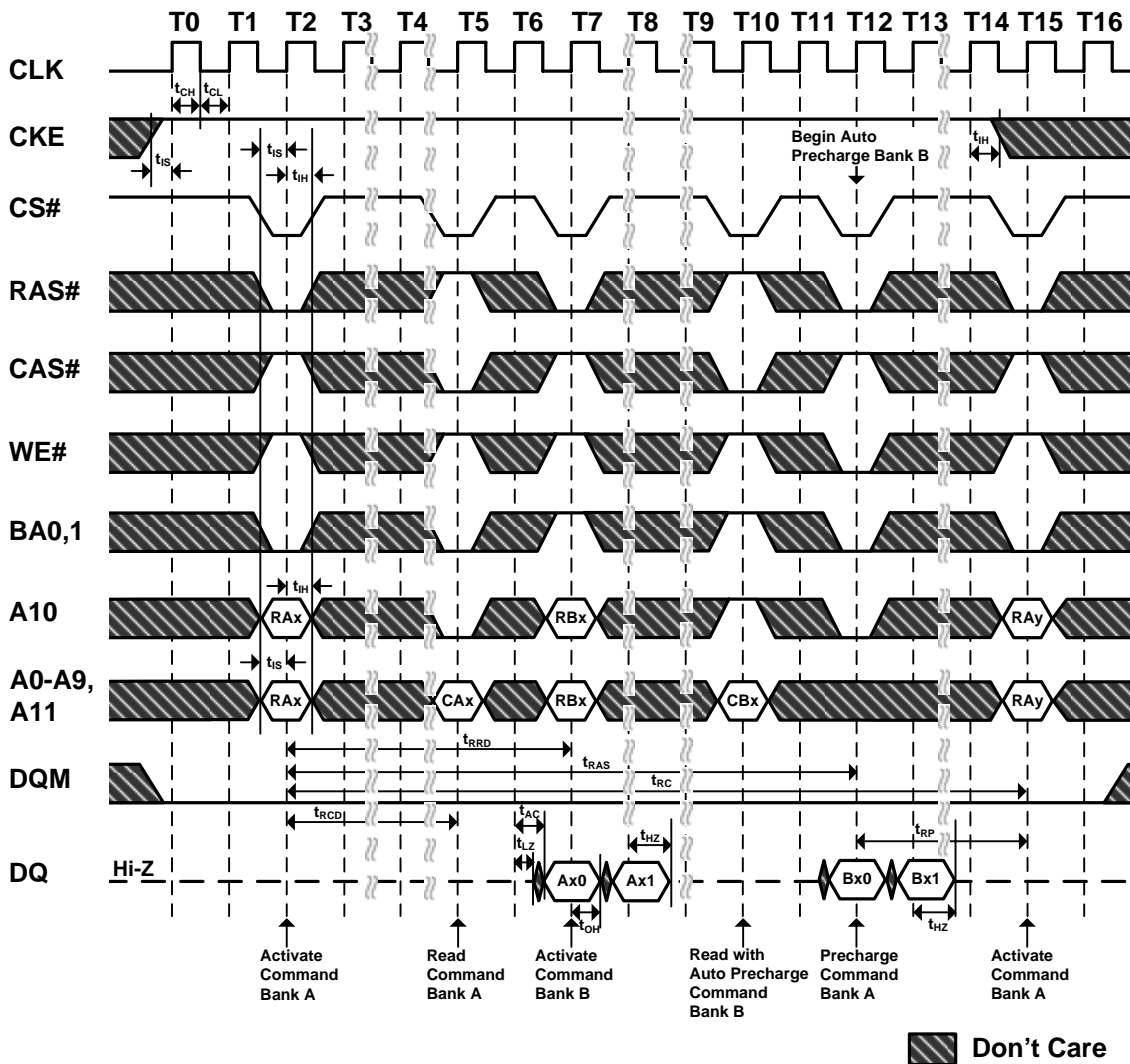 T0 T1 T2 T3 T4 T5 T6 T7 T8 T9 T10 T11 T12 T13 T14 T15 T16
CLK
tCH tCL
CKE
tIS
tIS
tIH
Begin Auto
Precharge Bank B
tIH
CS#
RAS#
CAS#
WE#
BA0,1
tIH
A10
RAx RBx RAy
tIS
A0-A9,
A11
RAx CAx RBx CBx RAy
tRRD
tRAS
DQM
tRC
tRCD
tAC
tLZ
tHZ
tRP
DQ
Hi-Z
Ax0 Ax1 Bx0 Bx1
tOH
tHZ
Activate
Command
Bank A
Read
Command
Bank A
Activate
Command
Bank B
Read with
Auto Precharge
Command
Bank B
Precharge
Command
Bank A
Activate
Command
Bank A
Don't Care